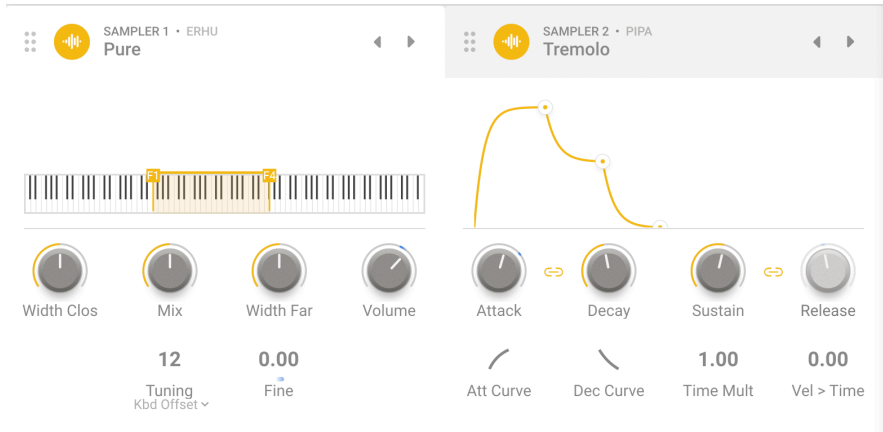 SAMPLER 1 • ERHU
Pure
SAMPLER 2 • PIPA
Tremolo
F1
F4
Width Clos
Mix
Width Far
Volume
Attack
Decay
Sustain
Release
12
0.00
1.00
0.00
Tuning
Fine
Att Curve
Dec Curve
Time Mult
Vel > Time
Kbd Offset